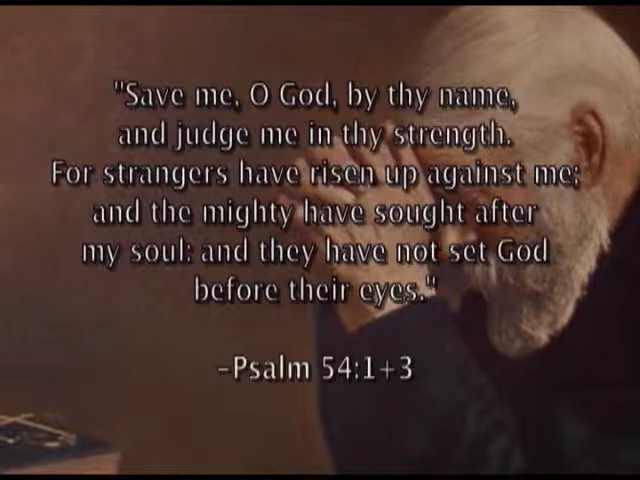 "Save me, O God, by thy name,
and judge me in thy strength.
For strangers have risen up against me;
and the mighty have sought after
my soul: and they have not set God
before their eyes."
-Psalm 54:1+3